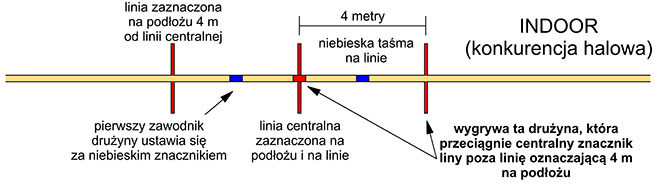 linia zaznaczona
na podłożu 4 m
od linii centralnej
4 metry
niebieska taśma
na linie
INDOOR
(konkurencja halowa)
pierwszy zawodnik
drużyny ustawia się
za niebieskim znacznikiem
linia centralna
zaznaczona na
podłożu i na linie
wygrywa ta drużyna, która
przeciągnie centralny znacznik
liny poza linię oznaczającą 4 m
na podłożu